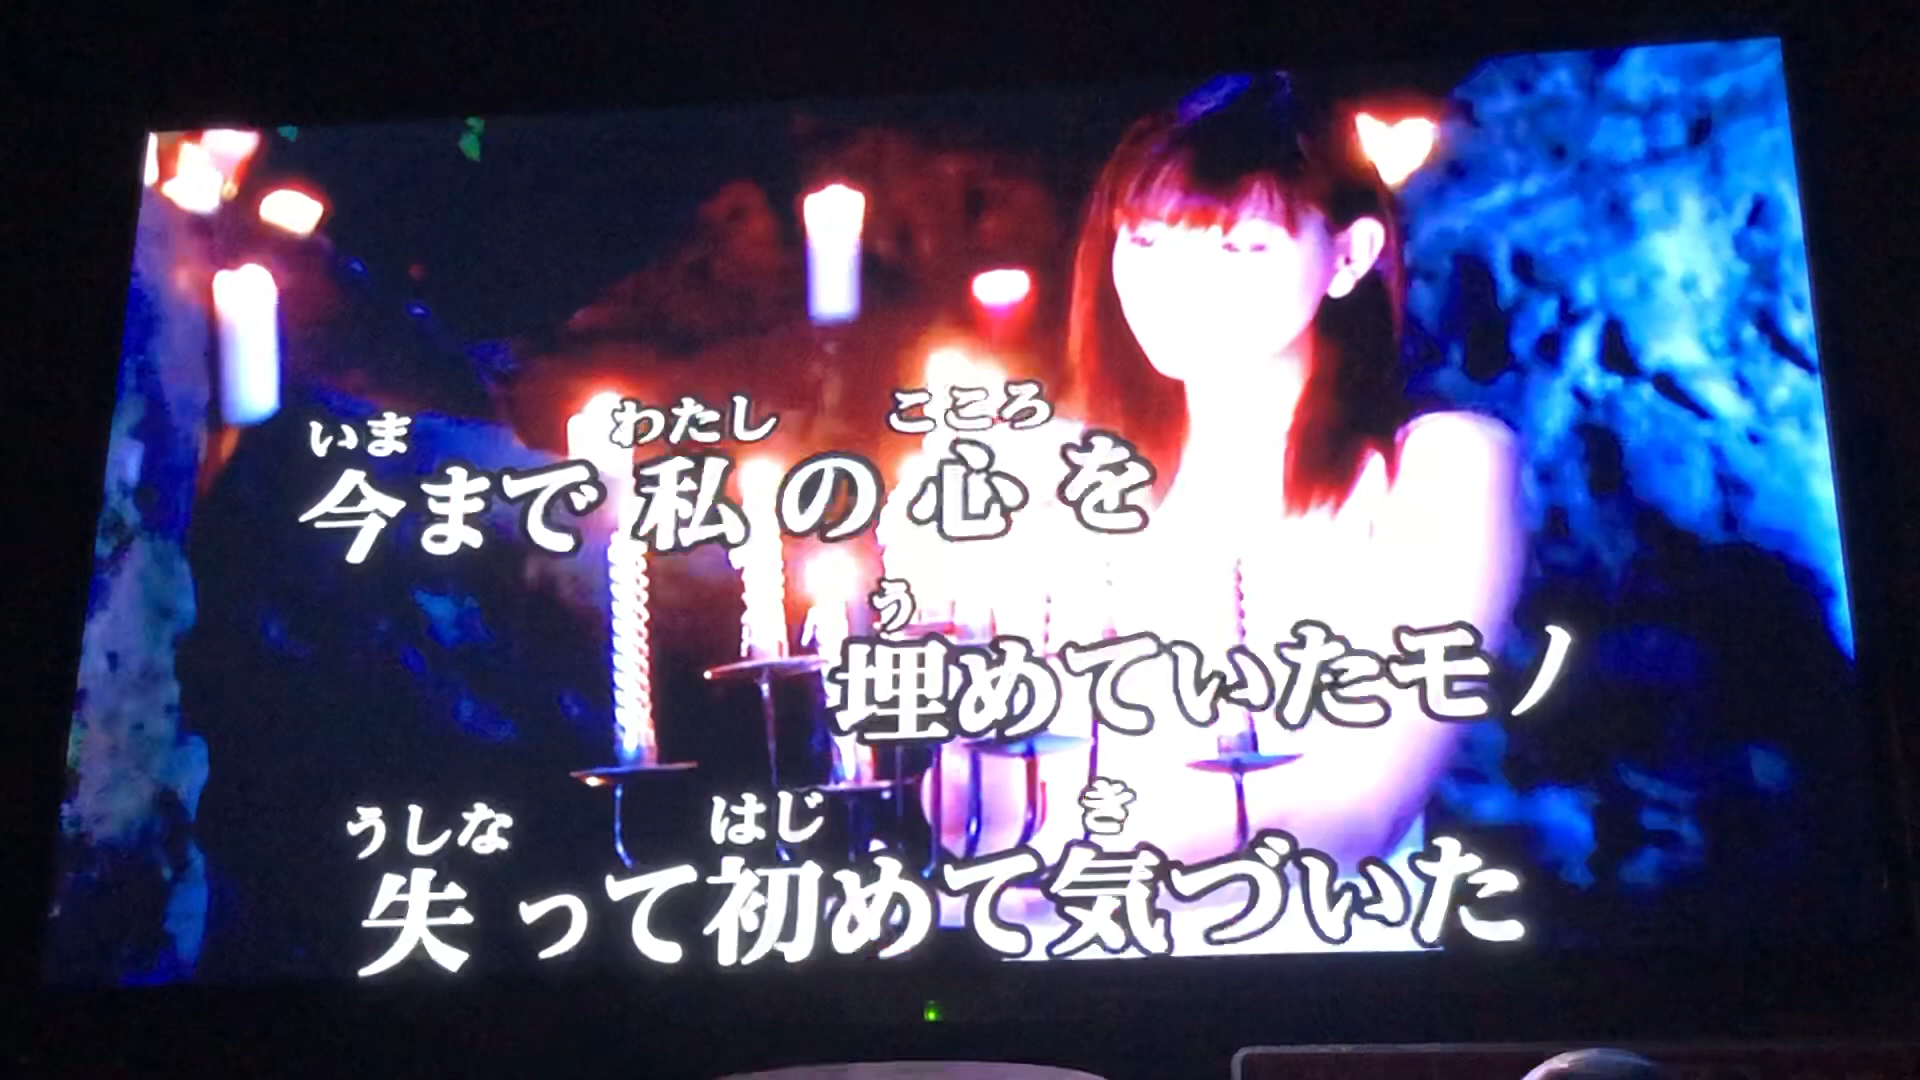 いま わたし こころ
今まで私の心を
う
埋めていたモノ
うしな はじ き
失って初めて気づいた